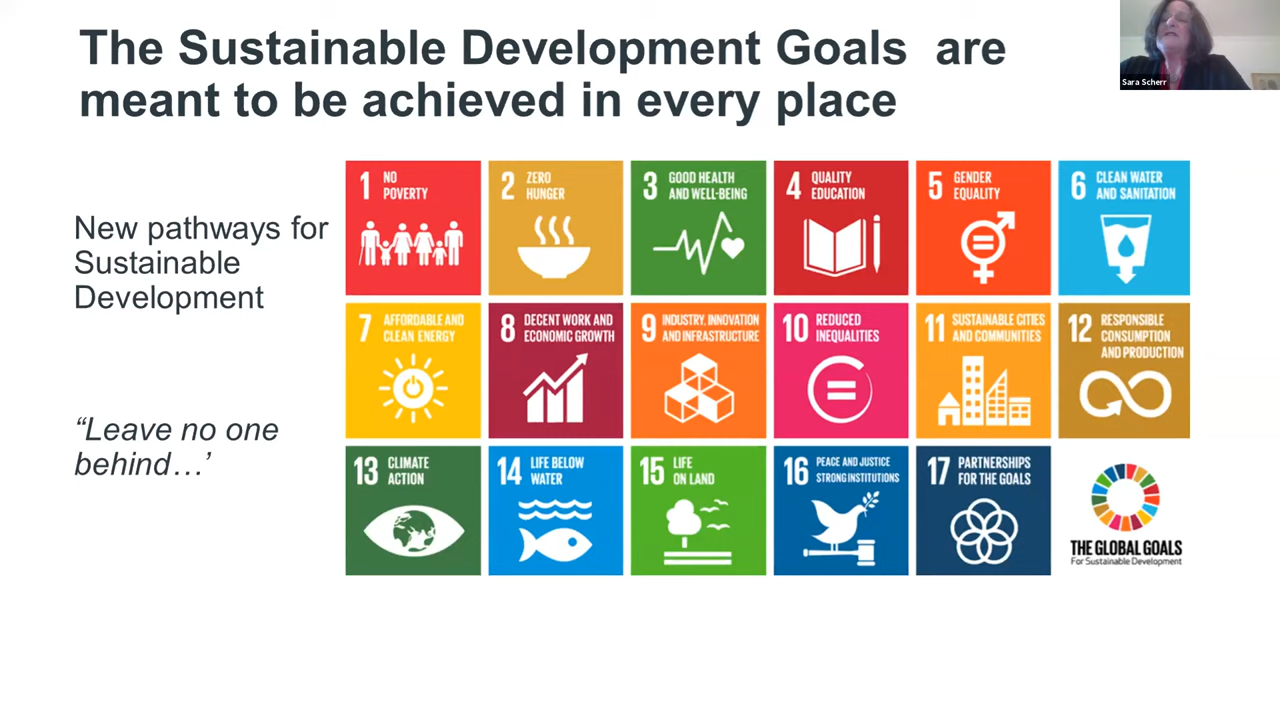 The Sustainable Development Goals are
meant to be achieved in every place
Sara Scherr
New pathways for
Sustainable
Development
“Leave no one
behind…’
1 NO
POVERTY
2 ZERO
HUNGER
3 GOOD HEALTH
AND WELL-BEING
4 QUALITY
EDUCATION
5 GENDER
EQUALITY
6 CLEAN WATER
AND SANITATION
7 AFFORDABLE AND
CLEAN ENERGY
8 DECENT WORK AND
ECONOMIC GROWTH
9 INDUSTRY, INNOVATION
AND INFRASTRUCTURE
10 REDUCED
INEQUALITIES
11 SUSTAINABLE CITIES
AND COMMUNITIES
12 RESPONSIBLE
CONSUMPTION
AND PRODUCTION
13 CLIMATE
ACTION
14 LIFE BELOW
WATER
15 LIFE
ON LAND
16 PEACE AND JUSTICE
STRONG INSTITUTIONS
17 PARTNERSHIPS
FOR THE GOALS
THE GLOBAL GOALS
For Sustainable Development